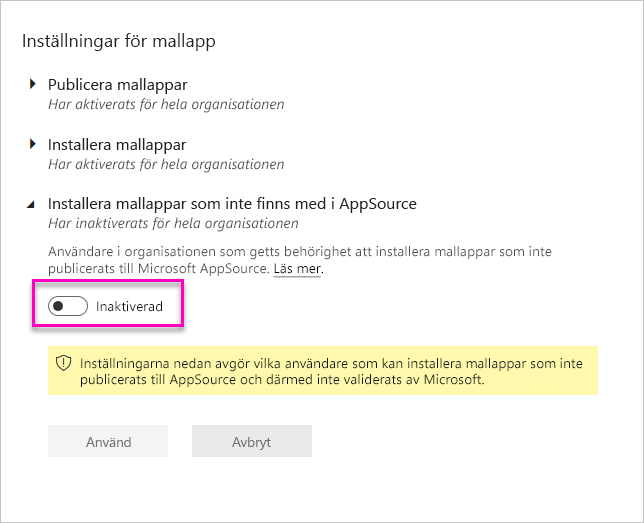 Inställningar för mallapp
Publicera mallappar
Har aktiverats för hela organisationen
Installera mallappar
Har aktiverats för hela organisationen
Installera mallappar som inte finns med i AppSource
Har inaktiverats för hela organisationen
Användare i organisationen som getts behörighet att installera mallappar som inte
publicerats till Microsoft AppSource. Läs mer.
Inaktiverad
Inställningarna nedan avgör vilka användare som kan installera mallappar som inte
publicerats till AppSource och därmed inte validerats av Microsoft.
Använd
Avbryt